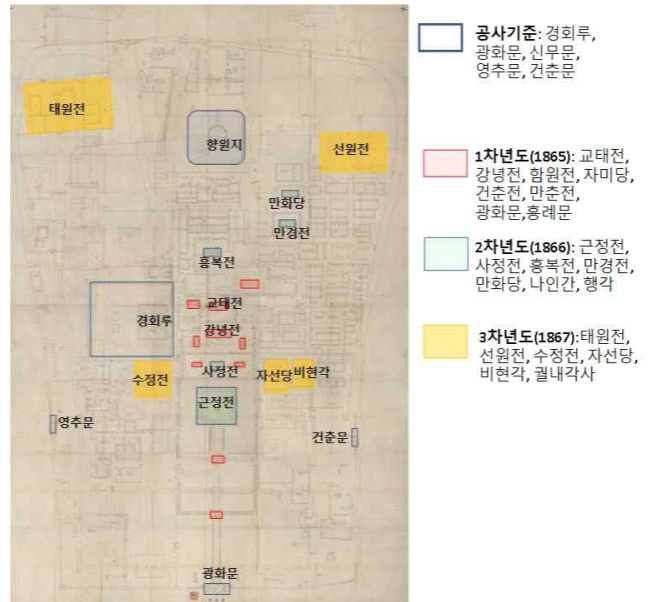 태원전
향원지
선원전
만화당
만경전
흥복전
교태전
경회루
강녕전
사정전
수정전
자선당
비현각
근정전
영추문
건춘문
광화문
공사기준: 경회루,
광화문, 신무문,
영추문, 건춘문
1차년도(1865): 교태전,
강녕전, 함원전, 자미당,
건춘전, 만춘전,
광화문,흥례문
2차년도(1866): 근정전,
사정전, 흥복전, 만경전,
만화당, 나인간, 행각
3차년도(1867):태원전,
선원전, 수정전, 자선당,
비현각, 궐내각사